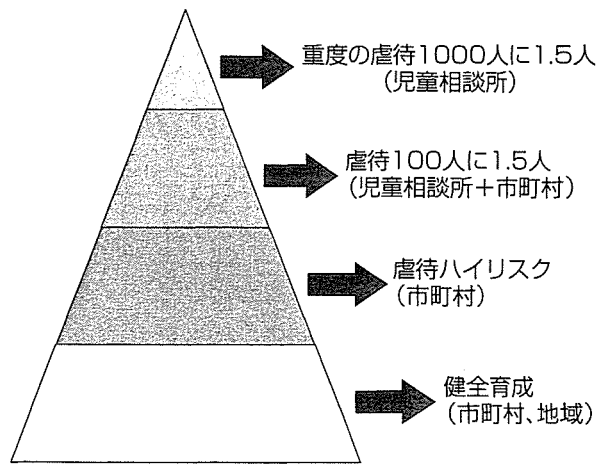 重度の虐待1000人に1.5人
(児童相談所)
虐待100人に1.5人
(児童相談所+市町村)
虐待ハイリスク
(市町村)
健全育成
(市町村、地域)